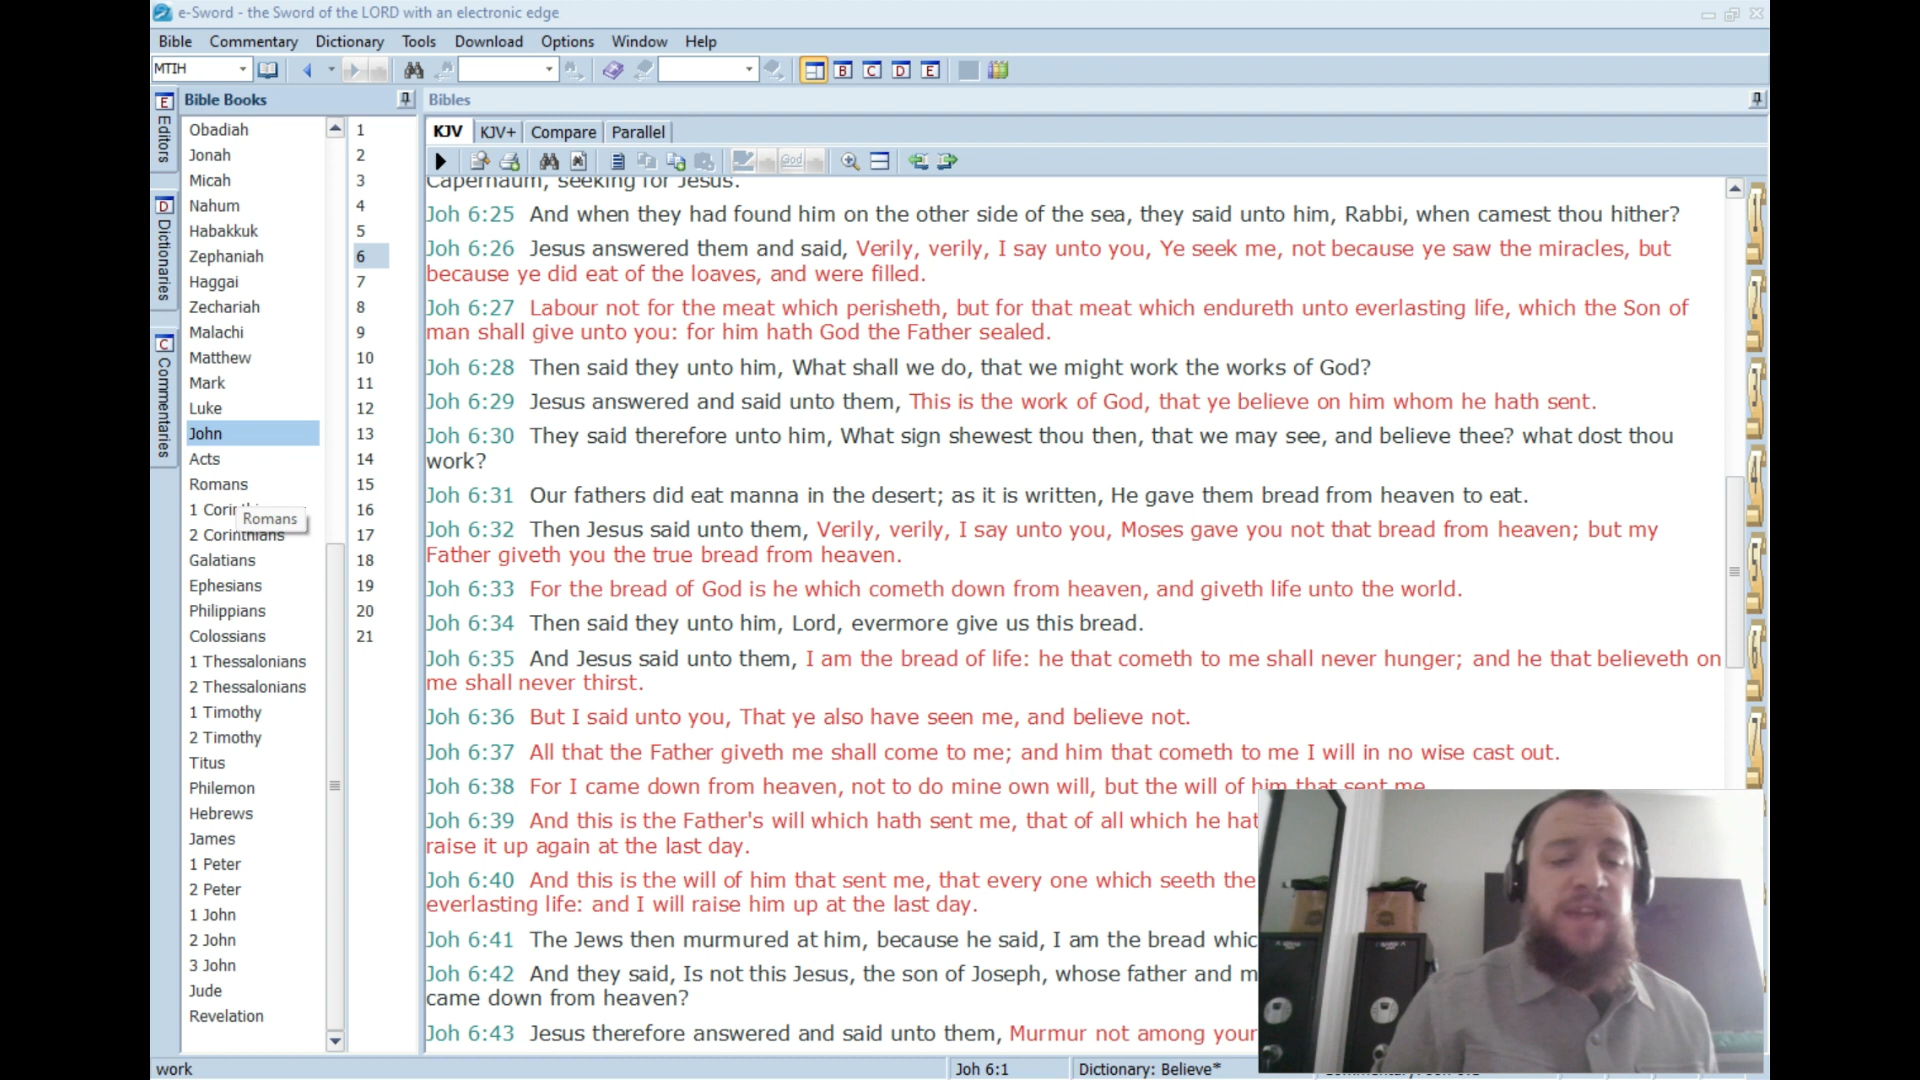 e-Sword - the Sword of the LORD with an electronic edge
Bible Commentary Dictionary Tools Download Options Window Help
MTIH
B C D E
E Editors
D Dictionaries
C Commentaries
Bible Books
Obadiah
Jonah
Micah
Nahum
Habakkuk
Zephaniah
Haggai
Zechariah
Malachi
Matthew
Mark
Luke
John
Acts
Romans
1
Romans
2 Corinthians
Galatians
Ephesians
Philippians
Colossians
1 Thessalonians
2 Thessalonians
1 Timothy
2 Timothy
Titus
Philemon
Hebrews
James
1 Peter
2 Peter
1 John
2 John
3 John
Jude
Revelation
1
2
3
4
5
6
7
8
9
10
11
12
13
14
15
16
17
18
19
20
21
Bibles
KJV KJV+ Compare Parallel
God
Capernaum, seeking for Jesus.
Joh 6:25 And when they had found him on the other side of the sea, they said unto him, Rabbi, when camest thou hither?
Joh 6:26 Jesus answered them and said, Verily, verily, I say unto you, Ye seek me, not because ye saw the miracles, but
because ye did eat of the loaves, and were filled.
Joh 6:27 Labour not for the meat which perisheth, but for that meat which endureth unto everlasting life, which the Son of
man shall give unto you: for him hath God the Father sealed.
Joh 6:28 Then said they unto him, What shall we do, that we might work the works of God?
Joh 6:29 Jesus answered and said unto them, This is the work of God, that ye believe on him whom he hath sent.
Joh 6:30 They said therefore unto him, What sign shewest thou then, that we may see, and believe thee? what dost thou
work?
Joh 6:31 Our fathers did eat manna in the desert; as it is written, He gave them bread from heaven to eat.
Joh 6:32 Then Jesus said unto them, Verily, verily, I say unto you, Moses gave you not that bread from heaven; but my
Father giveth you the true bread from heaven.
Joh 6:33 For the bread of God is he which cometh down from heaven, and giveth life unto the world.
Joh 6:34 Then said they unto him, Lord, evermore give us this bread.
Joh 6:35 And Jesus said unto them, I am the bread of life: he that cometh to me shall never hunger; and he that believeth on
me shall never thirst.
Joh 6:36 But I said unto you, That ye also have seen me, and believe not.
Joh 6:37 All that the Father giveth me shall come to me; and him that cometh to me I will in no wise cast out.
Joh 6:38 For I came down from heaven, not to do mine own will, but the will of him that sent me.
Joh 6:39 And this is the Father's will which hath sent me, that of all which he hat
raise it up again at the last day.
Joh 6:40 And this is the will of him that sent me, that every one which seeth the
everlasting life: and I will raise him up at the last day.
Joh 6:41 The Jews then murmured at him, because he said, I am the bread whic
Joh 6:42 And they said, Is not this Jesus, the son of Joseph, whose father and m
came down from heaven?
Joh 6:43 Jesus therefore answered and said unto them, Murmur not among your
1
2
3
4
5
6
7
work
Joh 6:1
Dictionary: Believe*